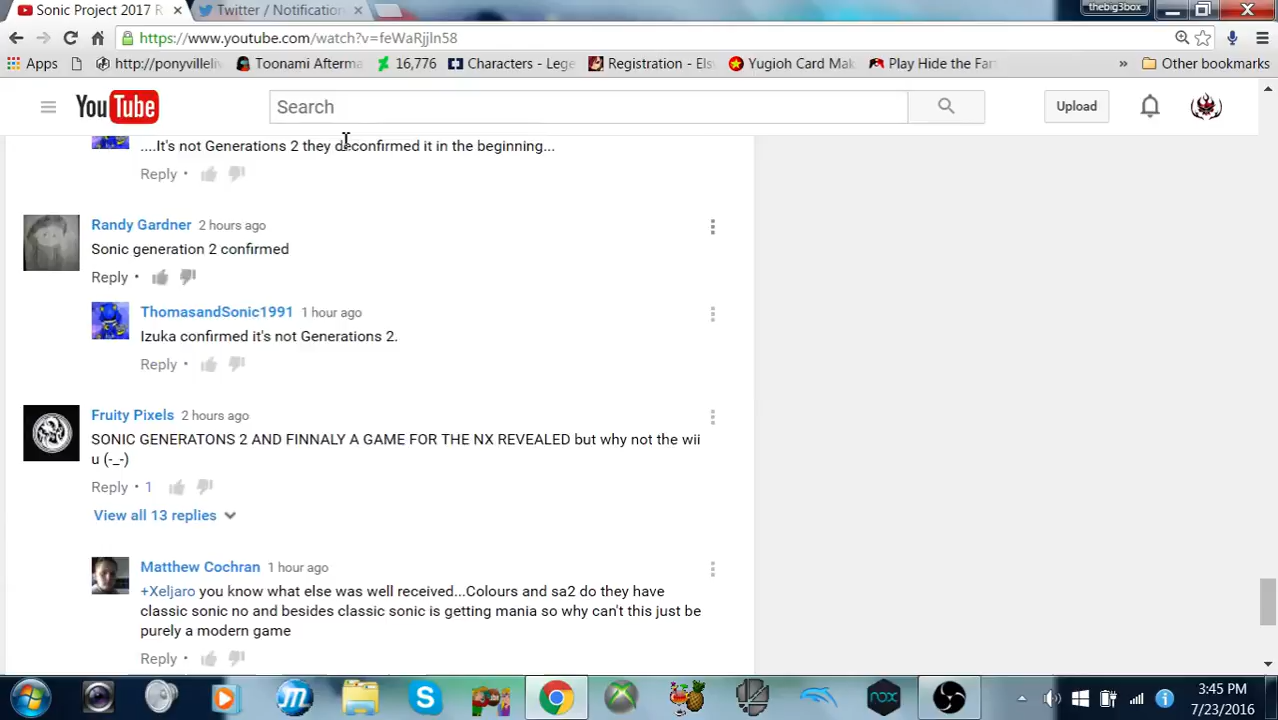 thebig3box
Sonic Project 2017 R
Twitter / Notification
https://www.youtube.com/watch?v=feWaRjjln58
Apps
http://ponyvilleliv
Toonami Afterma
16,776
Characters - Lege
Registration - Els
Yugioh Card Mak
Play Hide the Fan
»
Other bookmarks
YouTube
Search
Upload
....It's not Generations 2 they deconfirmed it in the beginning...
Reply •
Randy Gardner 2 hours ago
Sonic generation 2 confirmed
Reply •
ThomasandSonic1991 1 hour ago
Izuka confirmed it's not Generations 2.
Reply •
Fruity Pixels 2 hours ago
SONIC GENERATONS 2 AND FINNALY A GAME FOR THE NX REVEALED but why not the wii
u (-_-)
Reply • 1
View all 13 replies
Matthew Cochran 1 hour ago
+Xeljaro you know what else was well received...Colours and sa2 do they have
classic sonic no and besides classic sonic is getting mania so why can't this just be
purely a modern game
Reply •
nox
3:45 PM
7/23/2016